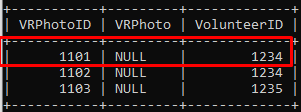 | VRPhotoID | VRPhoto | VolunteerID |
| 1101 | NULL | 1234 |
| 1102 | NULL | 1234 |
| 1103 | NULL | 1235 |